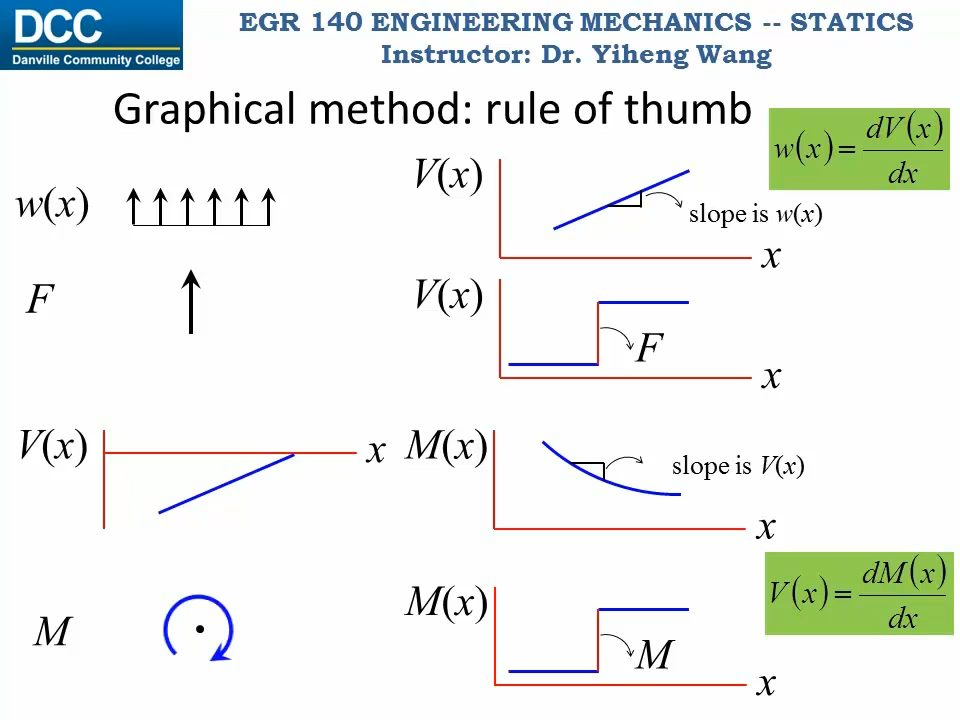 DCC
Danville Community College
EGR 140 ENGINEERING MECHANICS -- STATICS
Instructor: Dr. Yiheng Wang
Graphical method: rule of thumb
w(x) = dV(x)/dx
w(x)
V(x)
slope is w(x)
x
F
V(x)
F
x
V(x)
x
M(x)
slope is V(x)
x
V(x) = dM(x)/dx
M
M(x)
M
x